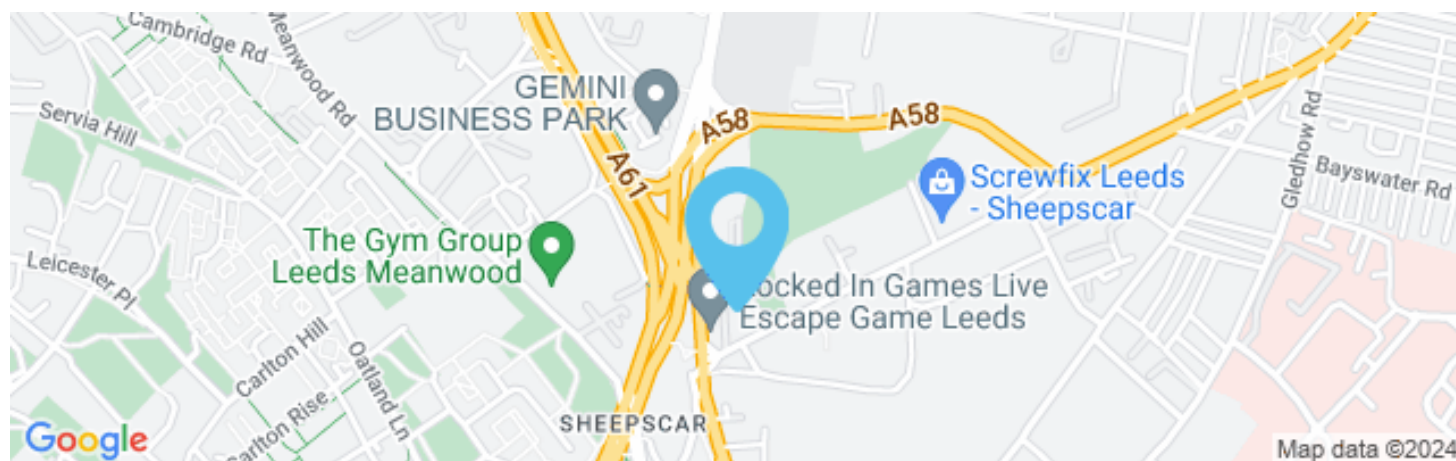 Cambridge Rd
Meanwood Rd
Servia Hill
GEMINI
BUSINESS PARK
A58
A58
A61
Gledhow Rd
Bayswater Rd
Screwfix Leeds
- Sheepscar
The Gym Group
Leeds Meanwood
Leicester Pl
ocked In Games Live
Escape Game Leeds
Carlton Hill
Oatland Ln
Carlton Rise
SHEEPSCAR
Google
Map data ©2024